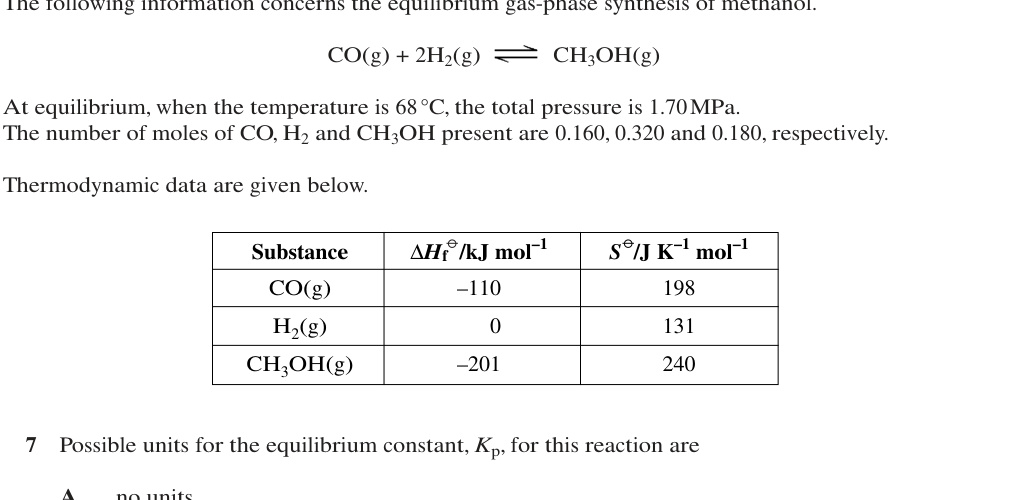 The following information concerns the equilibrium gas-phase synthesis of methanol.
CO(g) + 2H₂(g) ⇌ CH₃OH(g)
At equilibrium, when the temperature is 68 °C, the total pressure is 1.70 MPa.
The number of moles of CO, H₂ and CH₃OH present are 0.160, 0.320 and 0.180, respectively.
Thermodynamic data are given below.
Substance ΔHf⦵/kJ mol⁻¹ S⦵/J K⁻¹ mol⁻¹
CO(g) –110 198
H₂(g) 0 131
CH₃OH(g) –201 240
7 Possible units for the equilibrium constant, Kp, for this reaction are
A no units